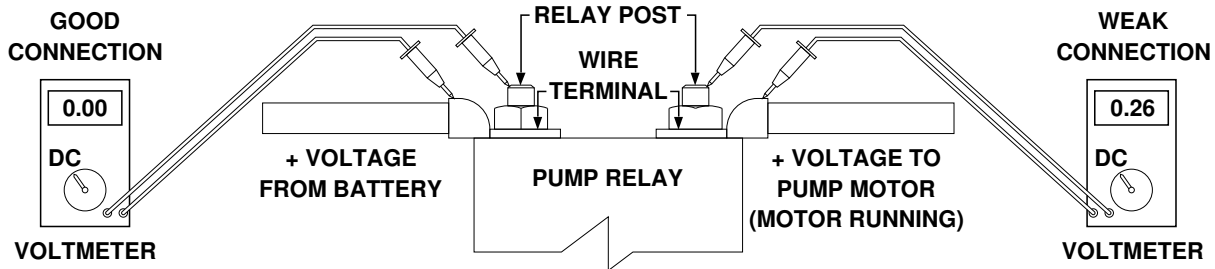 GOOD
CONNECTION
0.00
DC
VOLTMETER
+ VOLTAGE
FROM BATTERY
RELAY POST
WIRE
TERMINAL
PUMP RELAY
+ VOLTAGE TO
PUMP MOTOR
(MOTOR RUNNING)
WEAK
CONNECTION
0.26
DC
VOLTMETER